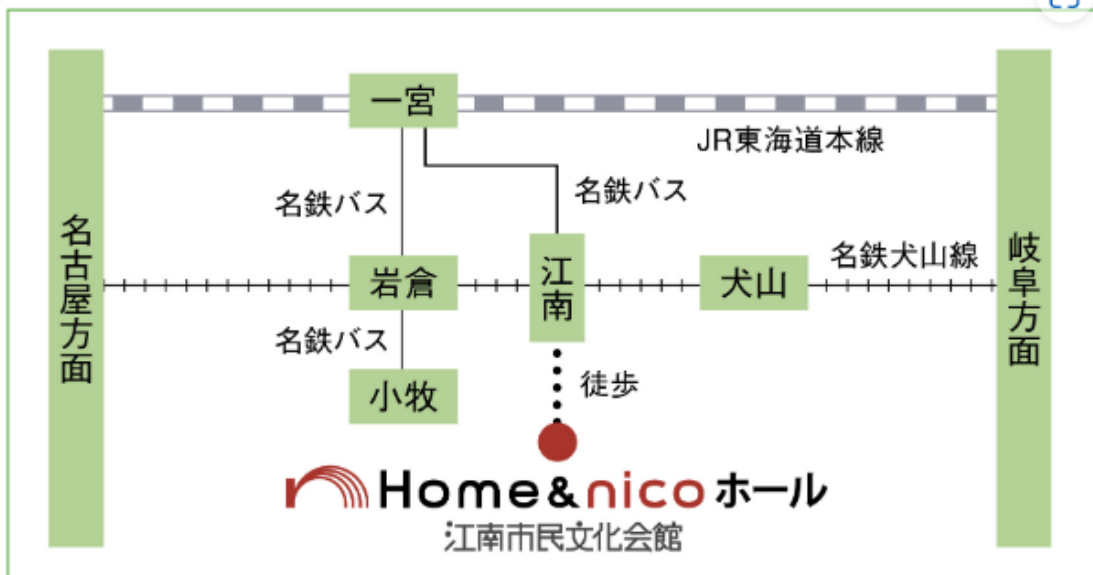 一宮
JR東海道本線
名鉄バス
名鉄バス
名古屋方面
岩倉
江南
犬山
名鉄犬山線
岐阜方面
名鉄バス
小牧
徒歩
Home&nicoホール
江南市民文化会館